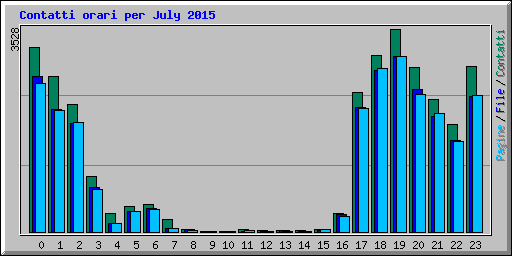 Contatti orari per July 2015
3528
Pagine/File/Contatti
0 1 2 3 4 5 6 7 8 9 10 11 12 13 14 15 16 17 18 19 20 21 22 23